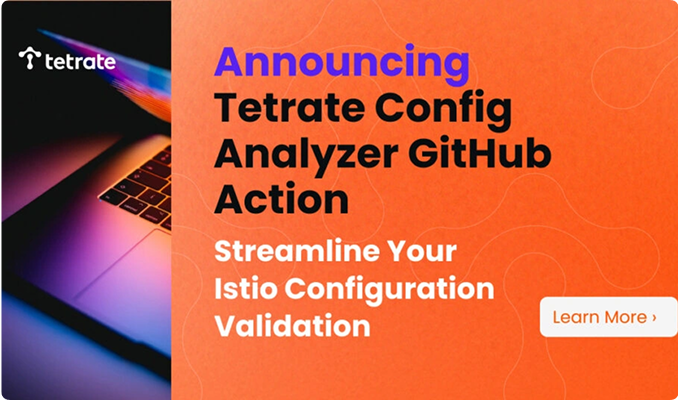 tetrate
Announcing
Tetrate Config
Analyzer GitHub
Action
Streamline Your
Istio Configuration
Validation
Learn More ›